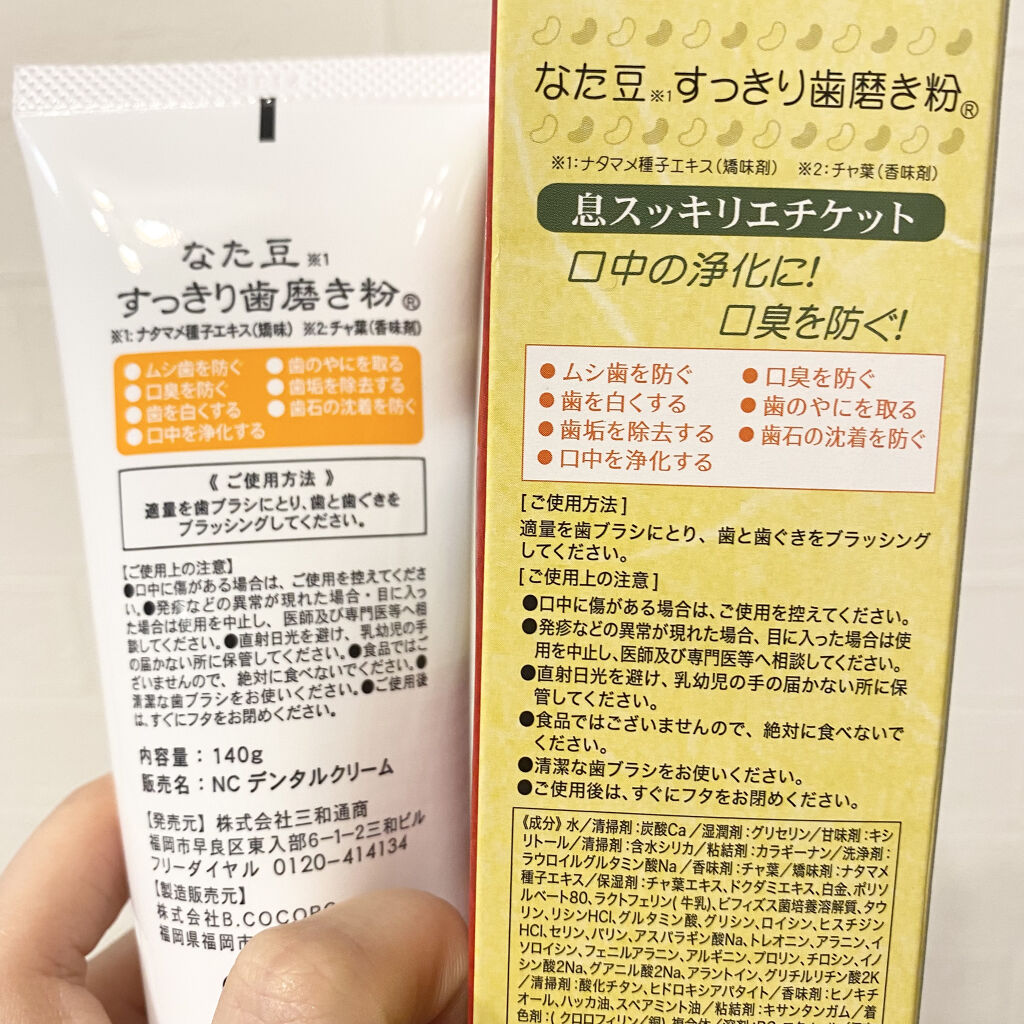 なた豆※1
すっきり歯磨き粉®
※1:ナタマメ種子エキス(矯味) ※2:チャ葉(香味剤)
●ムシ歯を防ぐ ●歯のやにを取る
●口臭を防ぐ ●歯垢を除去する
●歯を白くする ●歯石の沈着を防ぐ
●口中を浄化する
《ご使用方法》
適量を歯ブラシにとり、歯と歯ぐきを
ブラッシングしてください。
【ご使用上の注意】
●口中に傷がある場合は、ご使用を控えてくださ
い。●発疹などの異常が現れた場合・目に入っ
た場合は使用を中止し、医師及び専門医等へ相
談してください。●直射日光を避け、乳幼児の手
の届かない所に保管してください。●食品ではご
ざいませんので、絶対に食べないでください。●
清潔な歯ブラシをお使いください。●ご使用後
は、すぐにフタをお閉めください。
内容量:140g
販売名:NC デンタルクリーム
【発売元】株式会社三和通商
福岡市早良区東入部6-1-2三和ビル
フリーダイヤル 0120-414134
【製造販売元】
株式会社B.COCORO
福岡県福岡市
なた豆※1すっきり歯磨き粉®
※1:ナタマメ種子エキス(矯味剤) ※2:チャ葉(香味剤)
息スッキリエチケット
口中の浄化に!
口臭を防ぐ!
●ムシ歯を防ぐ ●口臭を防ぐ
●歯を白くする ●歯のやにを取る
●歯垢を除去する ●歯石の沈着を防ぐ
●口中を浄化する
[ご使用方法]
適量を歯ブラシにとり、歯と歯ぐきをブラッシング
してください。
[ご使用上の注意]
●口中に傷がある場合は、ご使用を控えてください。
●発疹などの異常が現れた場合、目に入った場合は使
用を中止し、医師及び専門医等へ相談してください。
●直射日光を避け、乳幼児の手の届かない所に保
管してください。
●食品ではございませんので、絶対に食べないで
ください。
●清潔な歯ブラシをお使いください。
●ご使用後は、すぐにフタをお閉めください。
《成分》水/清掃剤:炭酸Ca/湿潤剤:グリセリン/甘味剤:キシ
リトール/清掃剤:含水シリカ/粘結剤:カラギーナン/洗浄剤:
ラウロイルグルタミン酸Na/香味剤:チャ葉/矯味剤:ナタマメ
種子エキス/保湿剤:チャ葉エキス、ドクダミエキス、白金、ポリソ
ルベート80、ラクトフェリン(牛乳)、ビフィズス菌培養溶解質、タウ
リン、リシンHCl、グルタミン酸、グリシン、ロイシン、ヒスチジン
HCl、セリン、バリン、アスパラギン酸Na、トレオニン、アラニン、イ
ソロイシン、フェニルアラニン、アルギニン、プロリン、チロシン、イノ
シン酸2Na、グアニル酸2Na、アラントイン、グリチルリチン酸2K
/清掃剤:酸化チタン、ヒドロキシアパタイト/香味剤:ヒノキチ
オール、ハッカ油、スペアミント油/粘結剤:キサンタンガム/着
色剤:(クロロフィリン/銅)複合体/溶剤:BG